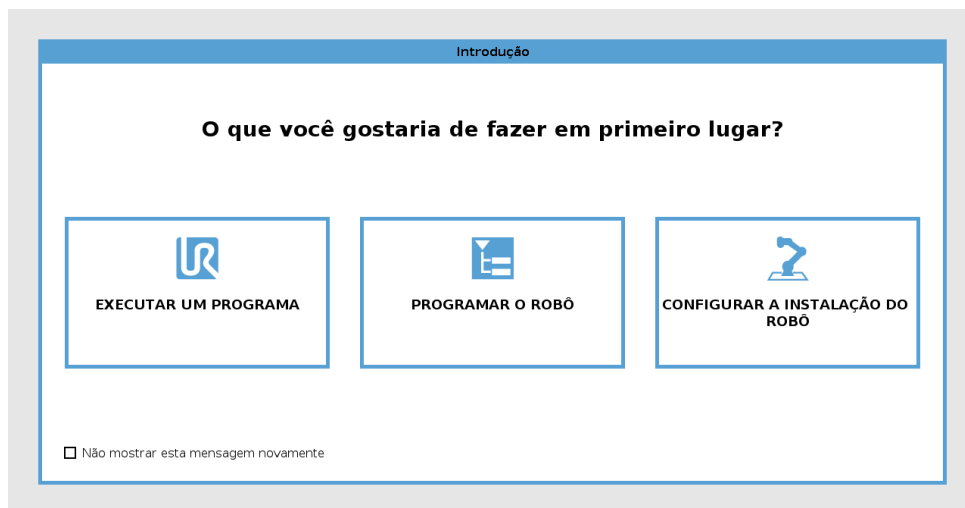 Introdução
O que você gostaria de fazer em primeiro lugar?
EXECUTAR UM PROGRAMA
PROGRAMAR O ROBÔ
CONFIGURAR A INSTALAÇÃO DO
ROBÔ
Não mostrar esta mensagem novamente